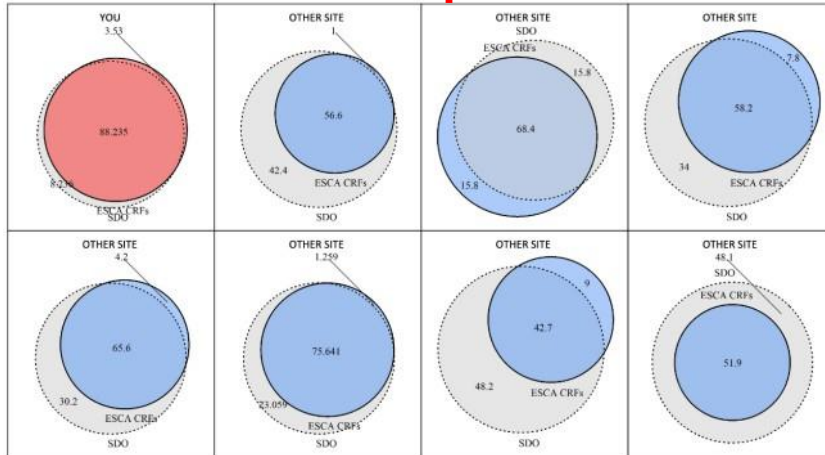 YOU
3.53
88.235
8.236
ESCA CRFs
SDO
OTHER SITE
1
56.6
42.4
ESCA CRFs
SDO
OTHER SITE
SDO
ESCA CRFs
15.8
68.4
15.8
OTHER SITE
7.8
58.2
34
ESCA CRFs
SDO
OTHER SITE
4.2
65.6
30.2
ESCA CRFs
SDO
OTHER SITE
1.259
75.641
23.059
ESCA CRFs
SDO
OTHER SITE
9
42.7
48.2
ESCA CRFs
SDO
OTHER SITE
48.1
SDO
ESCA CRFs
51.9